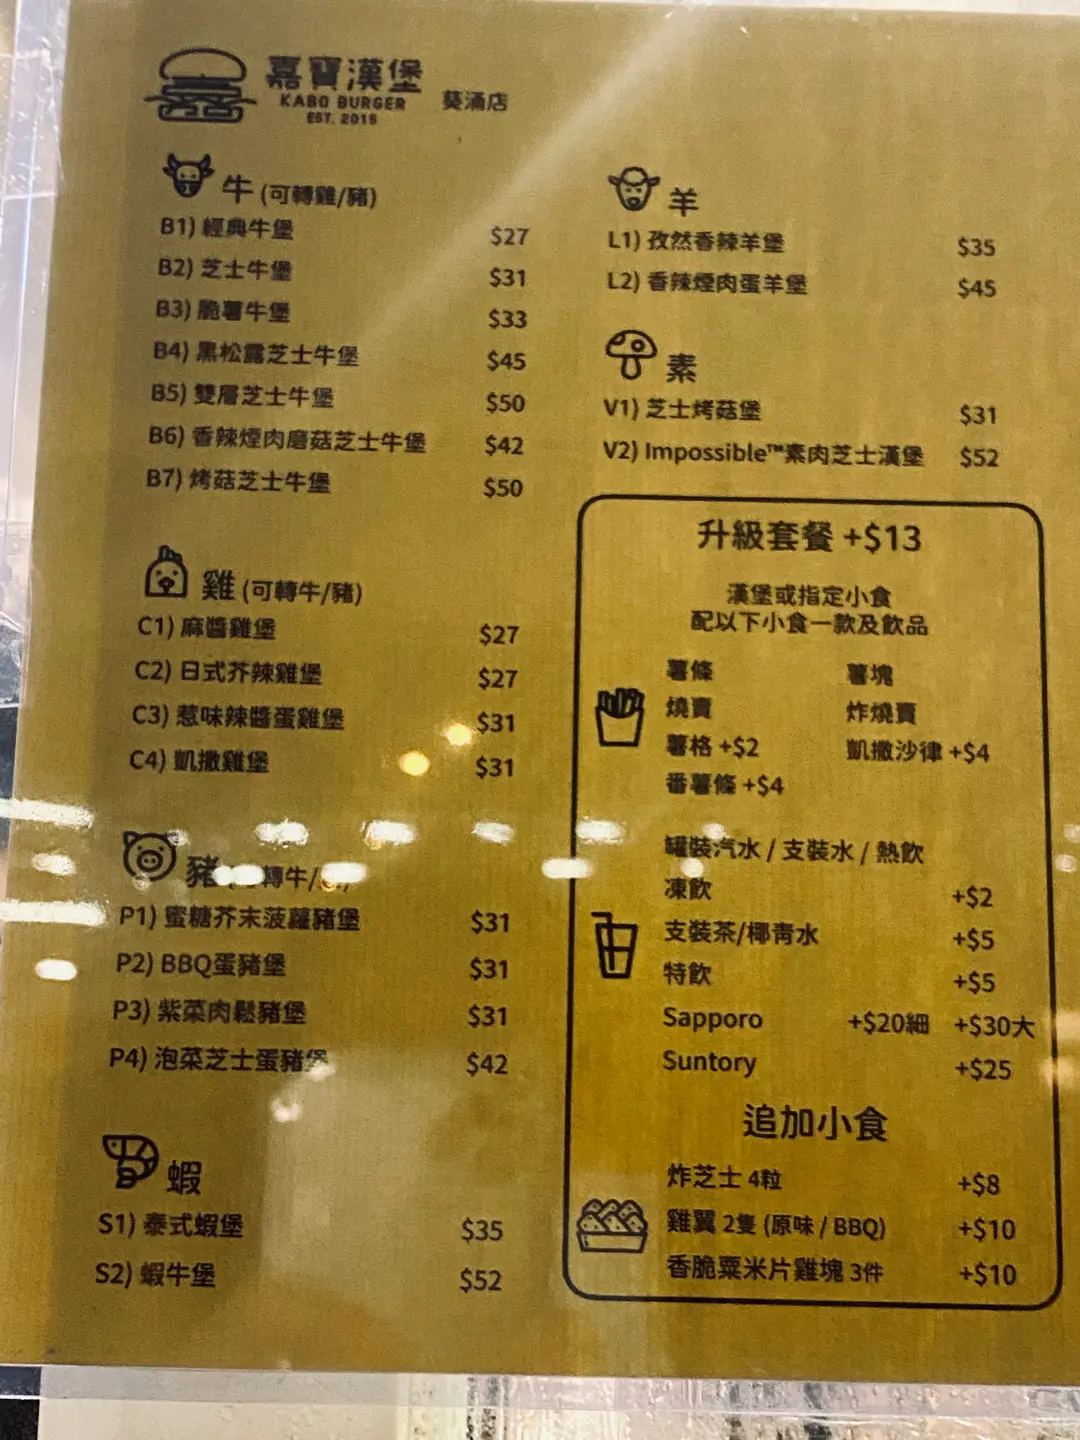 嘉寶漢堡
KABO BURGER
EST. 2015
葵涌店
牛 (可轉雞/豬)
B1) 經典牛堡 $27
B2) 芝士牛堡 $31
B3) 脆薯牛堡 $33
B4) 黑松露芝士牛堡 $45
B5) 雙層芝士牛堡 $50
B6) 香辣煙肉磨菇芝士牛堡 $42
B7) 烤菇芝士牛堡 $50
雞 (可轉牛/豬)
C1) 麻醬雞堡 $27
C2) 日式芥辣雞堡 $27
C3) 惹味辣醬蛋雞堡 $31
C4) 凱撒雞堡 $31
豬 轉牛/
P1) 蜜糖芥末菠蘿豬堡 $31
P2) BBQ蛋豬堡 $31
P3) 紫菜肉鬆豬堡 $31
P4) 泡菜芝士蛋豬堡 $42
蝦
S1) 泰式蝦堡 $35
S2) 蝦牛堡 $52
羊
L1) 孜然香辣羊堡 $35
L2) 香辣煙肉蛋羊堡 $45
素
V1) 芝士烤菇堡 $31
V2) Impossible™素肉芝士漢堡 $52
升級套餐 +$13
漢堡或指定小食
配以下小食一款及飲品
薯條 薯塊
燒賣 炸燒賣
薯格 +$2 凱撒沙律 +$4
番薯條 +$4
罐裝汽水 / 支裝水 / 熱飲
凍飲 +$2
支裝茶/椰青水 +$5
特飲 +$5
Sapporo +$20細 +$30大
Suntory +$25
追加小食
炸芝士 4粒 +$8
雞翼 2隻 (原味 / BBQ) +$10
香脆粟米片雞塊 3件 +$10